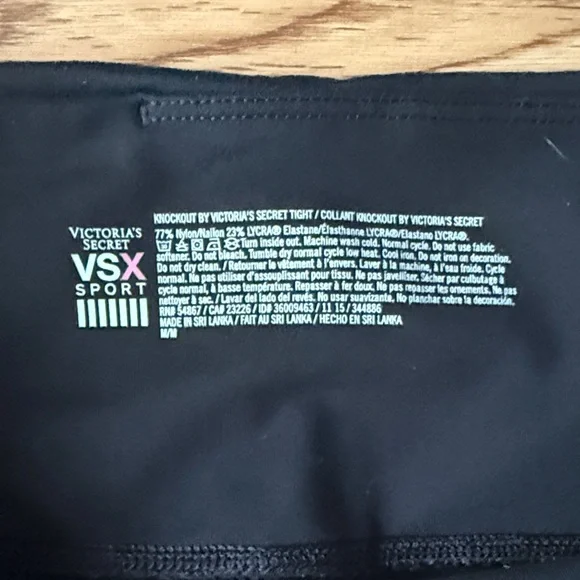 VICTORIA'S
SECRET
VSX
SPORT
KNOCKOUT BY VICTORIA'S SECRET TIGHT / COLLANT KNOCKOUT BY VICTORIA'S SECRET
77% Nylon/Nailon 23% LYCRA® Elastane/Élasthanne LYCRA®/Elastano LYCRA®.
Turn inside out. Machine wash cold. Normal cycle. Do not use fabric
softener. Do not bleach. Tumble dry normal cycle low heat. Cool iron. Do not iron on decoration.
Do not dry clean. / Retourner le vêtement à l'envers. Laver à la machine, à l'eau froide. Cycle
normal. Ne pas utiliser d'assouplissant pour tissu. Ne pas javelliser. Sécher par culbutage à
cycle normal, à basse température. Repasser à fer doux. Ne pas repasser les ornements. Ne pas
nettoyer à sec. / Lavar del lado del revés. No usar suavizante. No planchar sobre la decoración.
RN# 54867 / CA# 23226 / ID# 36009463 / 11 15 / 344886
MADE IN SRI LANKA / FAIT AU SRI LANKA / HECHO EN SRI LANKA
M/M